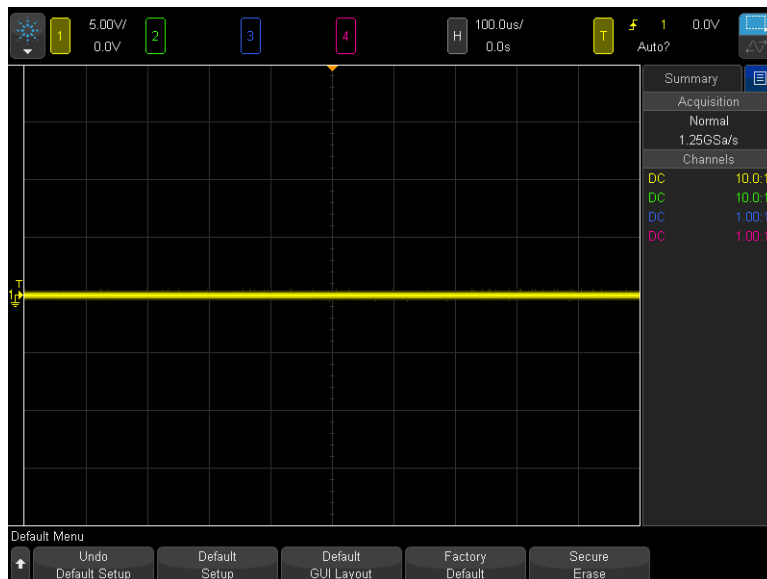 1
5.00V/
0.0V
2
3
4
H
100.0us/
0.0s
T
1
0.0V
Auto?
Summary
Acquisition
Normal
1.25GSa/s
Channels
DC 10.0:1
DC 10.0:1
DC 1.00:1
DC 1.00:1
T
1
Default Menu
Undo
Default Setup
Default
Setup
Default
GUI Layout
Factory
Default
Secure
Erase